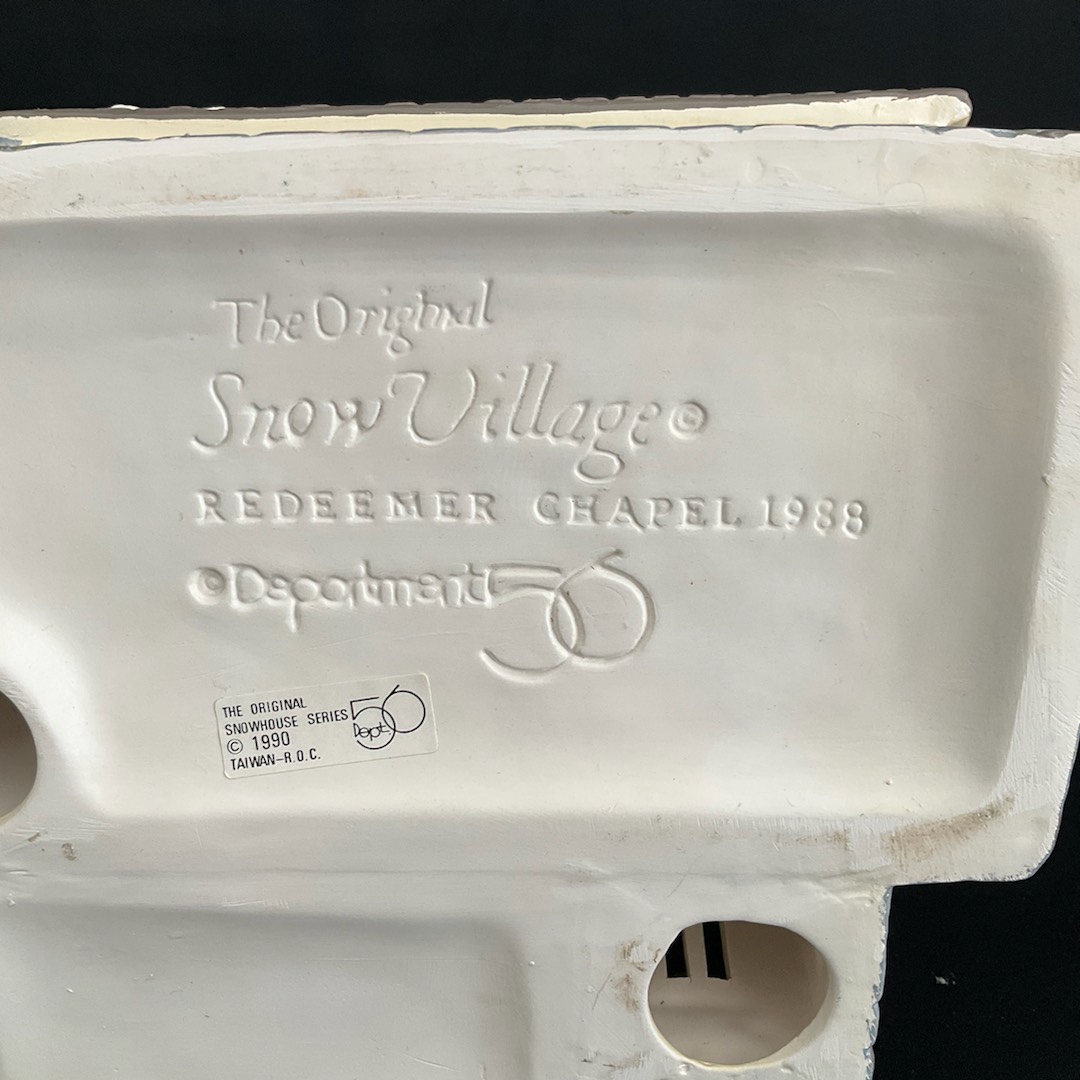 The Original
Snow Village©
REDEEMER CHAPEL 1988
©Department 56
THE ORIGINAL
SNOWHOUSE SERIES
© 1990
TAIWAN-R.O.C.
Dept. 56